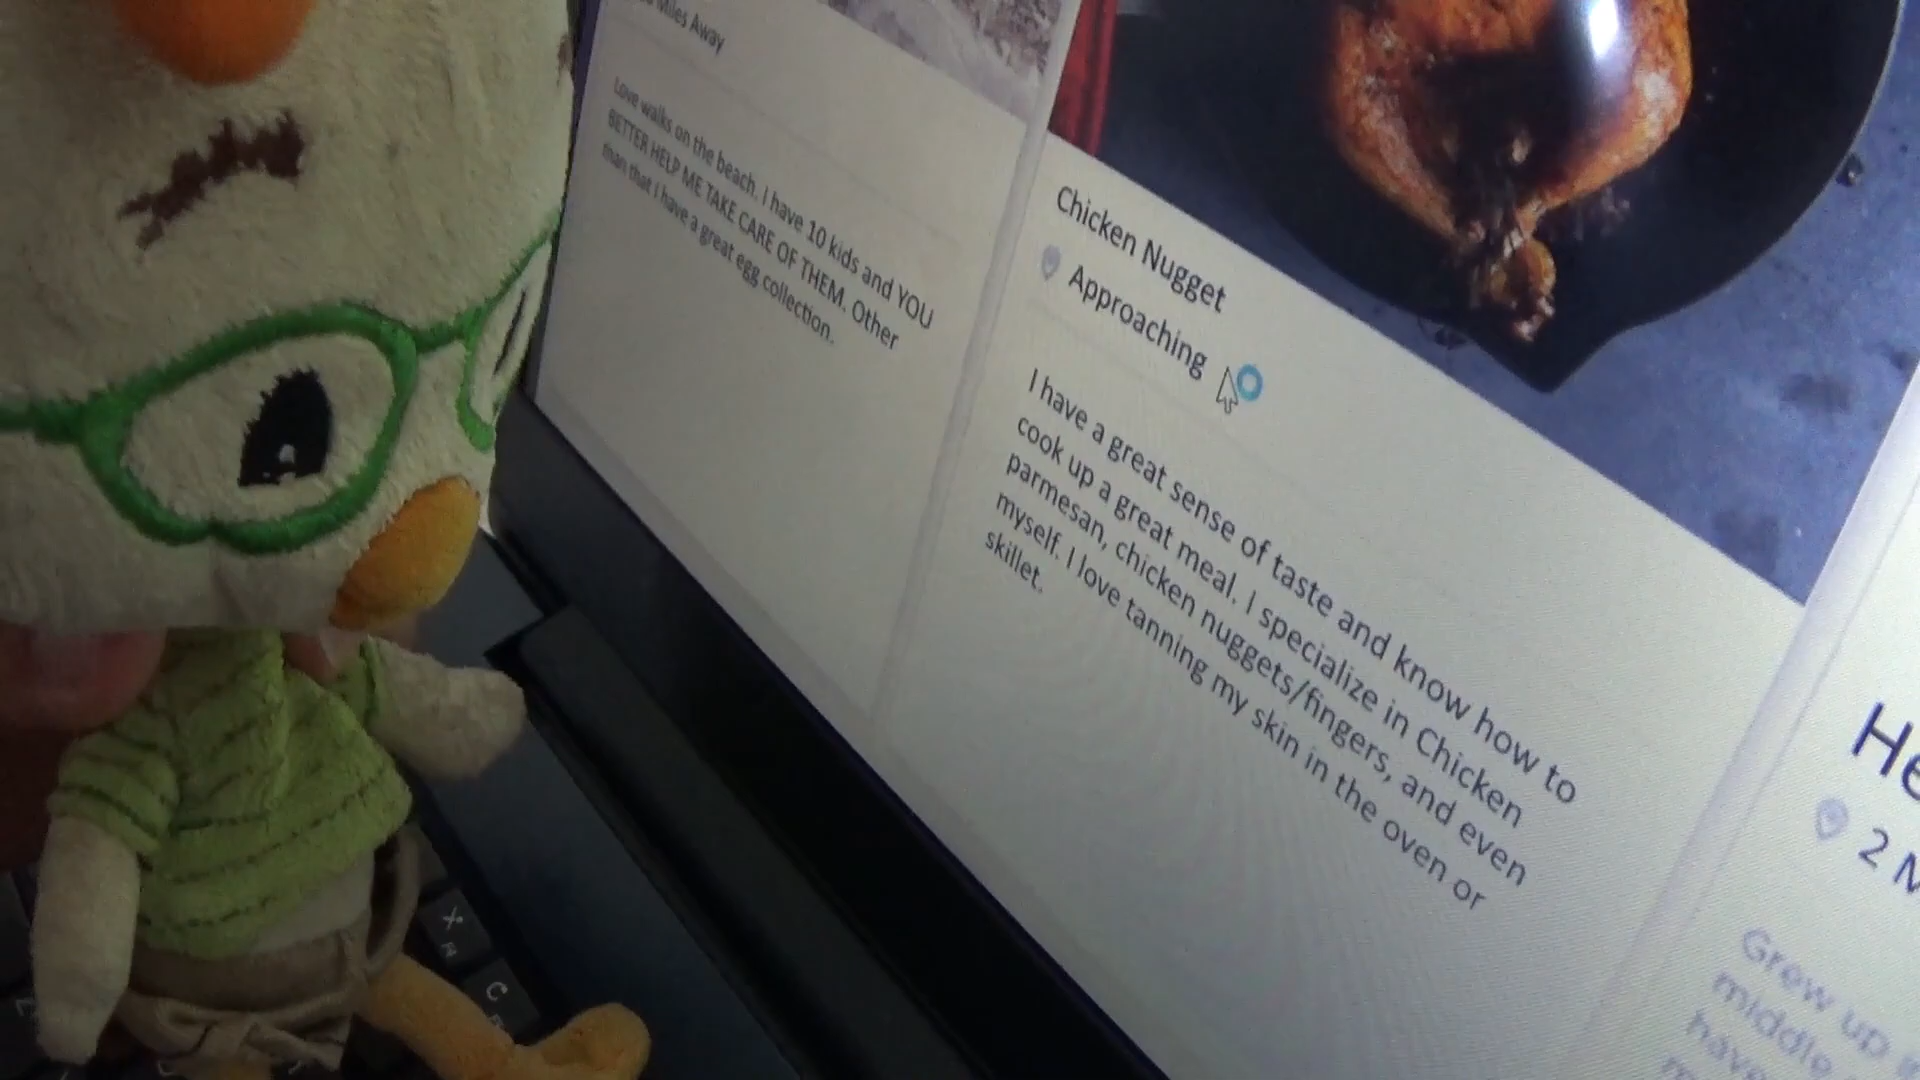 Miles Away
Love walks on the beach. I have 10 kids and YOU
BETTER HELP ME TAKE CARE OF THEM. Other
than that I have a great egg collection.
Chicken Nugget
Approaching
I have a great sense of taste and know how to
cook up a great meal. I specialize in Chicken
parmesan, chicken nuggets/fingers, and even
myself. I love tanning my skin in the oven or
skillet.
He
2 M
Grew up
middle
have
X
C